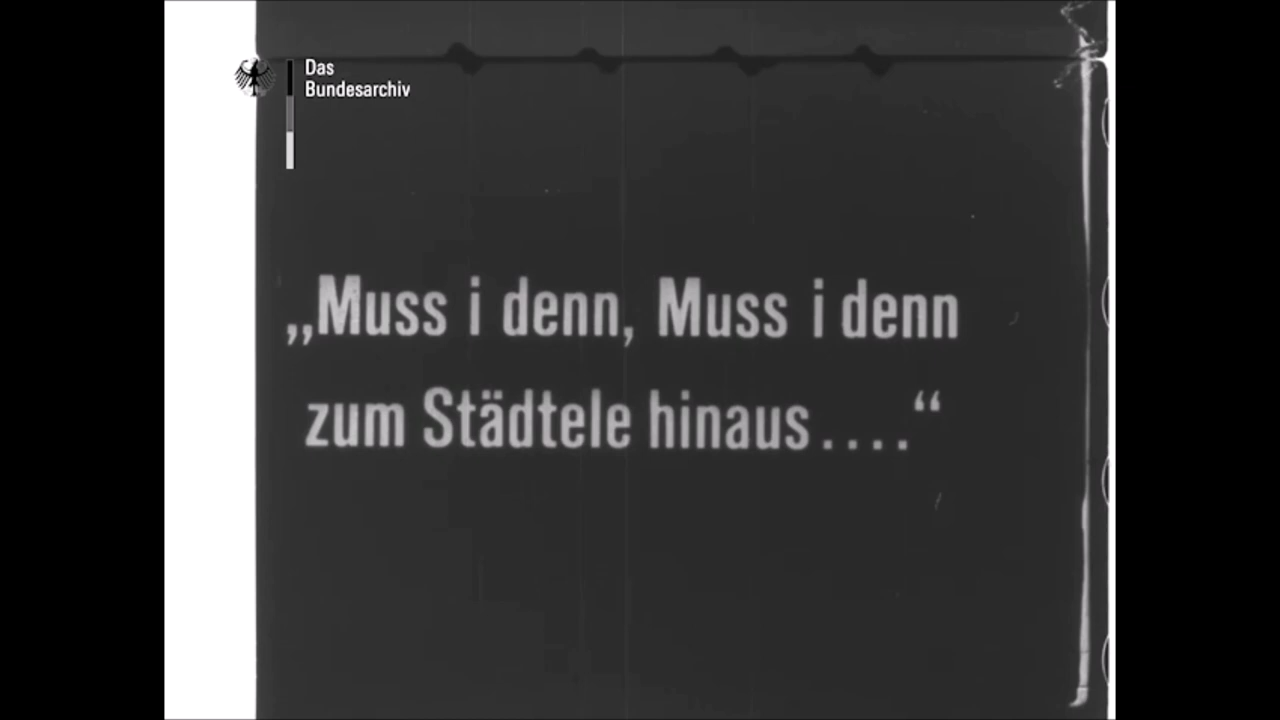 Das
Bundesarchiv
„Muss i denn, Muss i denn
zum Städtele hinaus . . . .“